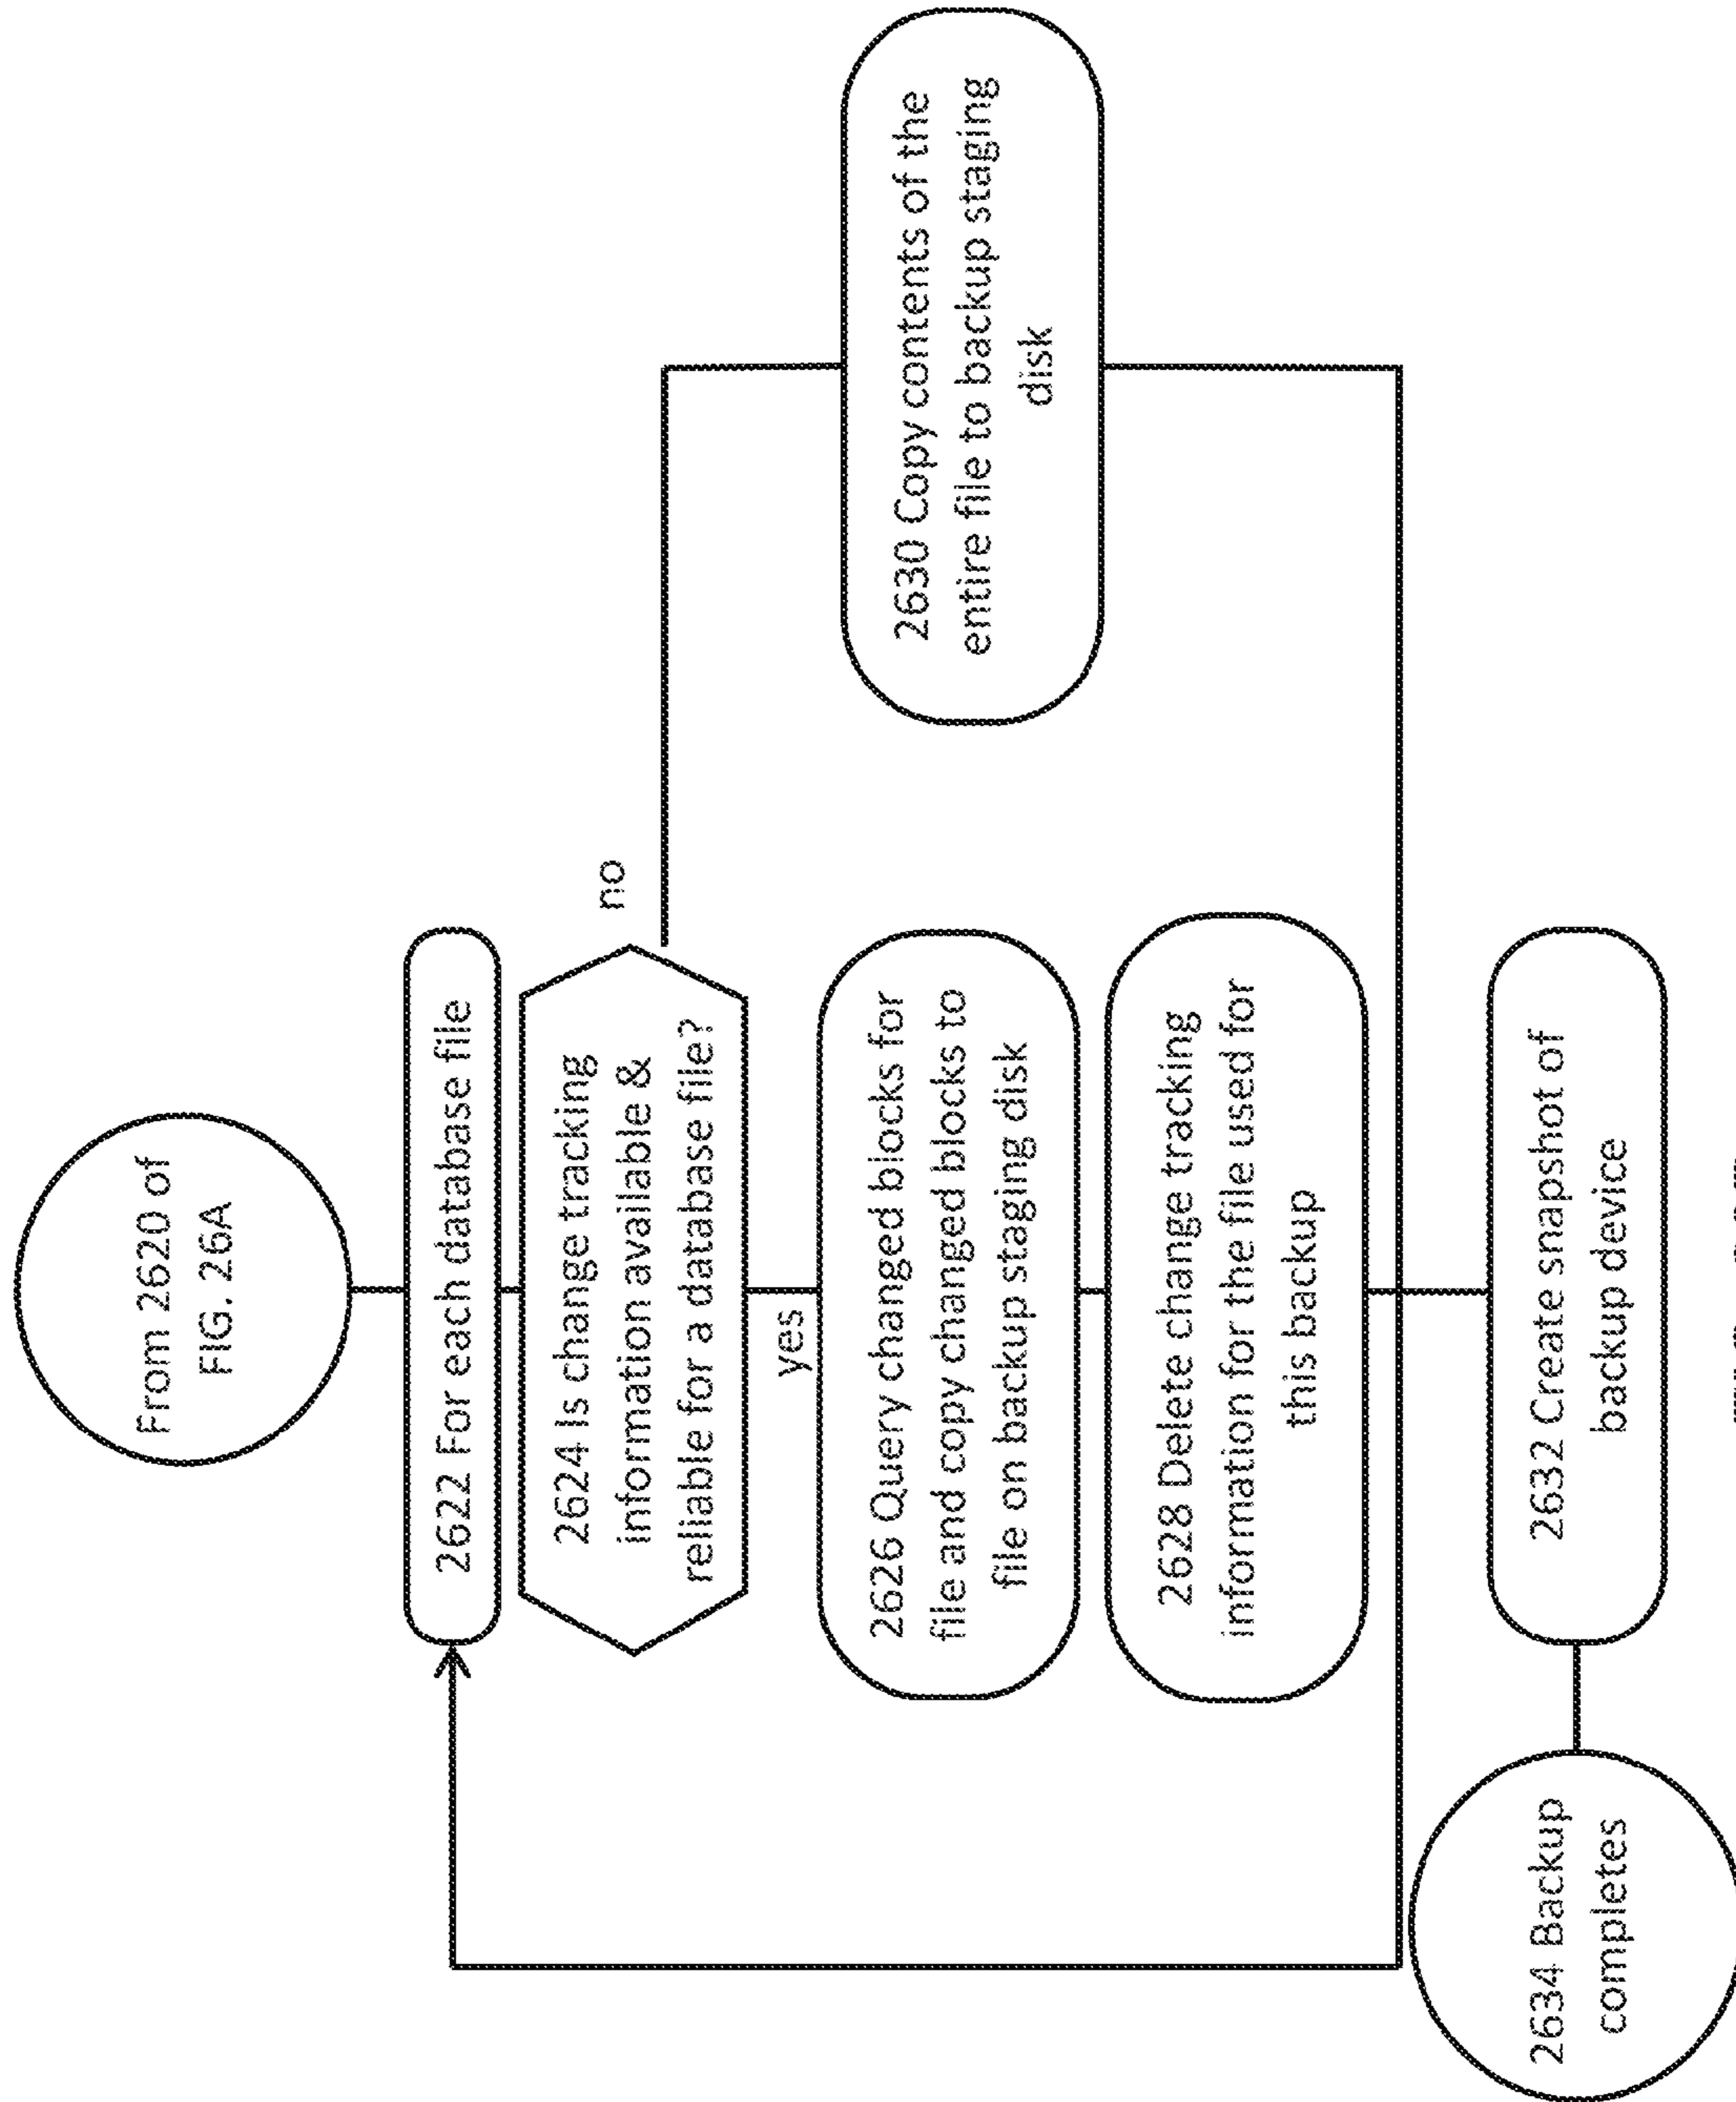 From 2620 of
FIG. 26A
2622 For each database file
2624 Is change tracking
information available &
reliable for a database file?
no
yes
2626 Query changed blocks for
file and copy changed blocks to
file on backup staging disk
2628 Delete change tracking
information for the file used for
this backup
2630 Copy contents of the
entire file to backup staging
disk
2632 Create snapshot of
backup device
2634 Backup
completes